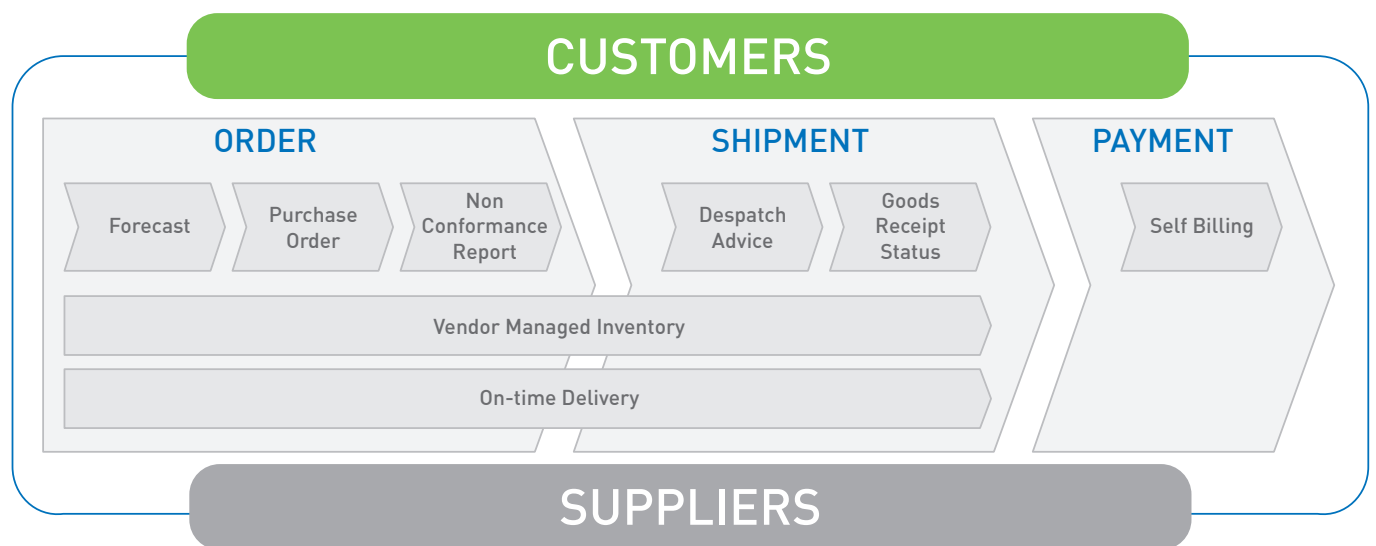 CUSTOMERS
ORDER
Forecast
Purchase
Order
Non
Conformance
Report
SHIPMENT
Despatch
Advice
Goods
Receipt
Status
PAYMENT
Self Billing
Vendor Managed Inventory
On-time Delivery
SUPPLIERS